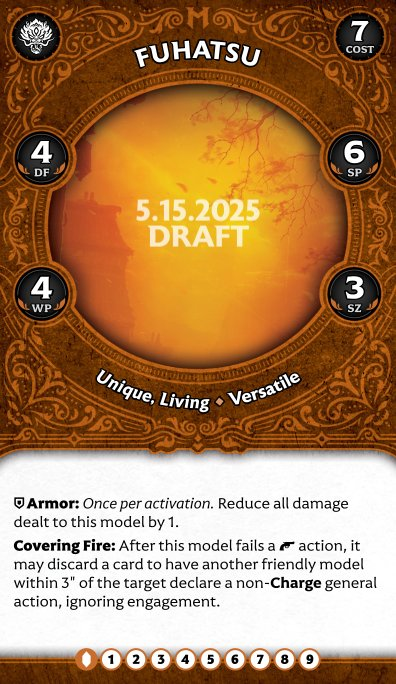 FUHATSU
7
COST
4
DF
6
SP
5.15.2025
DRAFT
4
WP
3
SZ
Unique, Living ◆ Versatile
Armor: Once per activation. Reduce all damage
dealt to this model by 1.
Covering Fire: After this model fails a action, it
may discard a card to have another friendly model
within 3" of the target declare a non-Charge general
action, ignoring engagement.
1 2 3 4 5 6 7 8 9